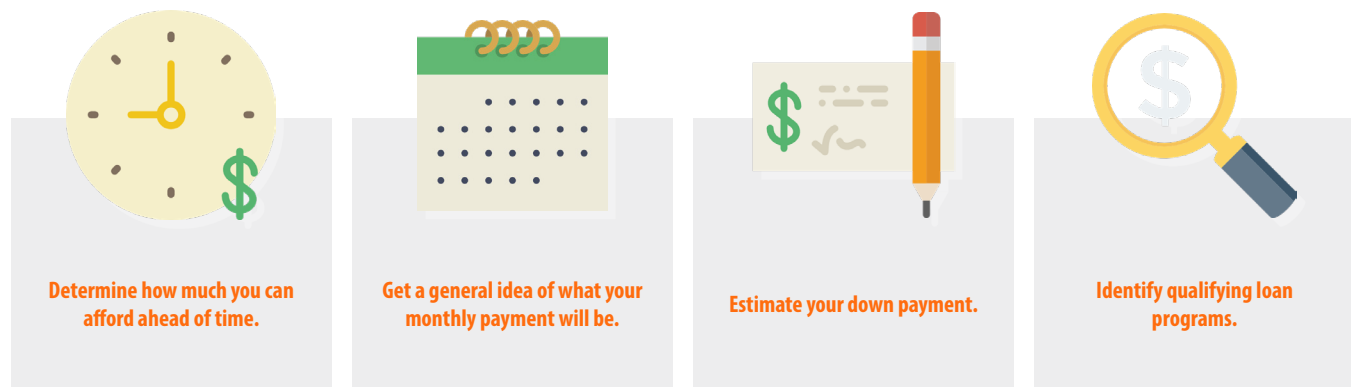 Determine how much you can
afford ahead of time.
Get a general idea of what your
monthly payment will be.
Estimate your down payment.
Identify qualifying loan
programs.